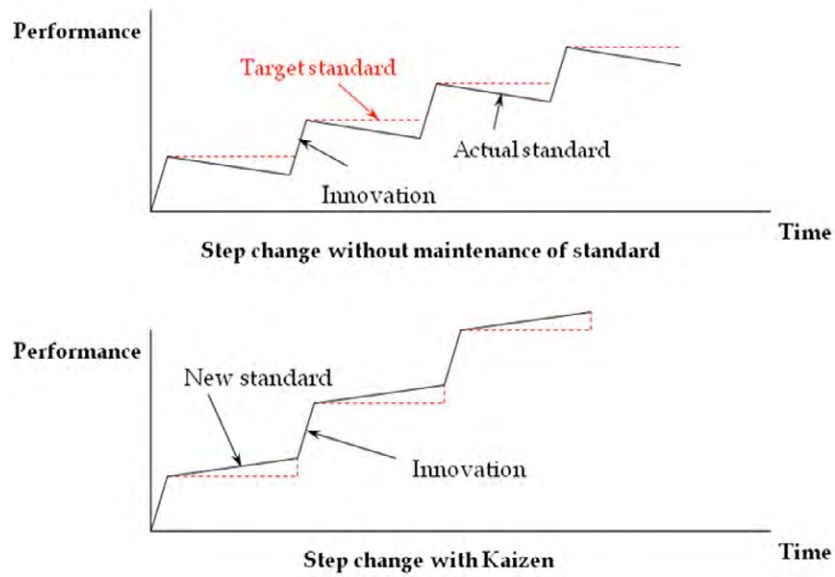 Performance
Target standard
Actual standard
Innovation
Time
Step change without maintenance of standard
Performance
New standard
Innovation
Time
Step change with Kaizen